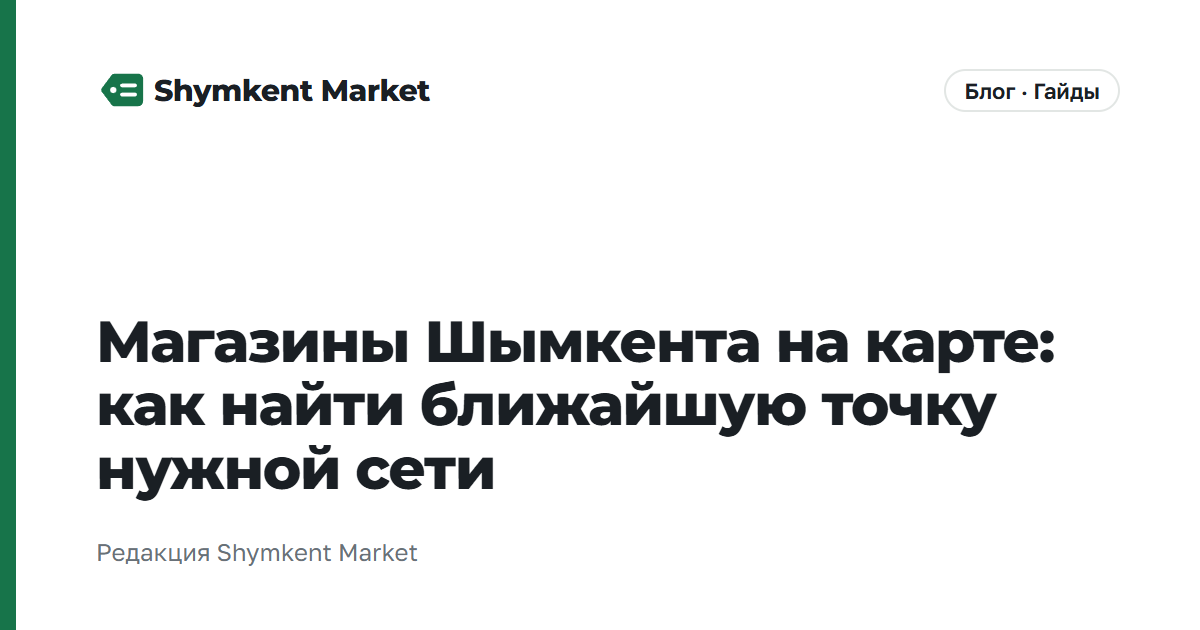 Shymkent Market
Блог · Гайды
Магазины Шымкента на карте:
как найти ближайшую точку
нужной сети
Редакция Shymkent Market